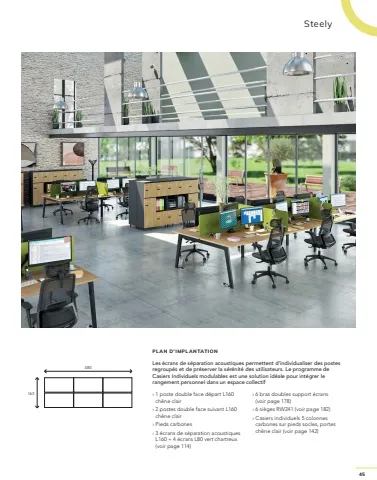 Steely
PLAN D'IMPLANTATION
Les écrans de séparation acoustiques permettent d'individualiser des postes
regroupés et de préserver la sérénité des utilisateurs. Le programme de
Casiers Individuels modulables est une solution idéale pour intégrer le
rangement personnel dans un espace collectif
› 1 poste double face départ L160
chêne clair
› 2 postes double face suivant L160
chêne clair
› Pieds carbones
› 3 écrans de séparation acoustiques
L160 + 4 écrans L80 vert chartreux
(voir page 114)
› 6 bras doubles support écrans
(voir page 178)
› 6 sièges RW241 (voir page 182)
› Casiers individuels 5 colonnes
carbones sur pieds socles, portes
chêne clair (voir page 142)
45